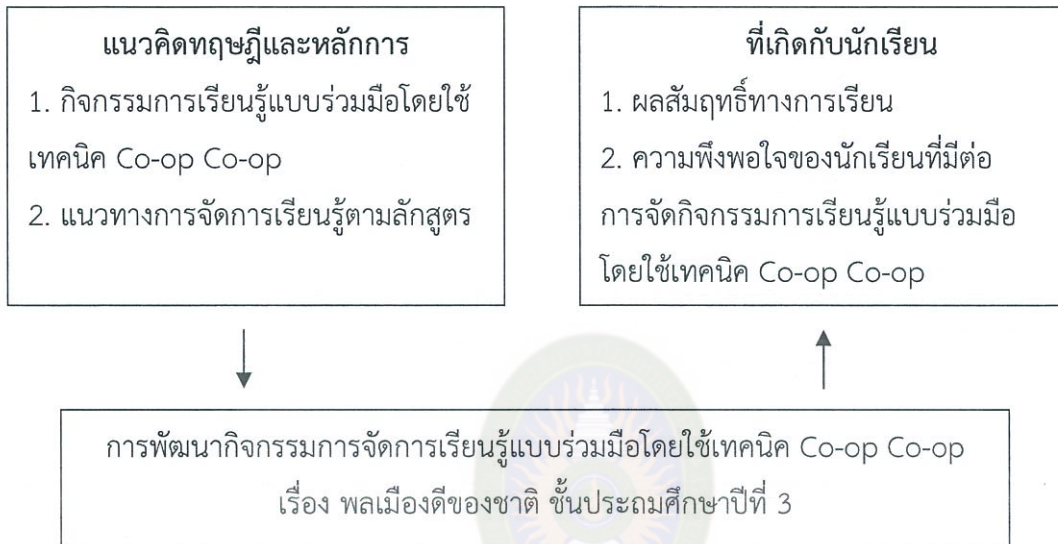 แนวคิดทฤษฎีและหลักการ
1. กิจกรรมการเรียนรู้แบบร่วมมือโดยใช้
เทคนิค Co-op Co-op
2. แนวทางการจัดการเรียนรู้ตามลักสูตร
ที่เกิดกับนักเรียน
1. ผลสัมฤทธิ์ทางการเรียน
2. ความพึงพอใจของนักเรียนที่มีต่อ
การจัดกิจกรรมการเรียนรู้แบบร่วมมือ
โดยใช้เทคนิค Co-op Co-op
การพัฒนากิจกรรมการจัดการเรียนรู้แบบร่วมมือโดยใช้เทคนิค Co-op Co-op
เรื่อง พลเมืองดีของชาติ ชั้นประถมศึกษาปีที่ 3